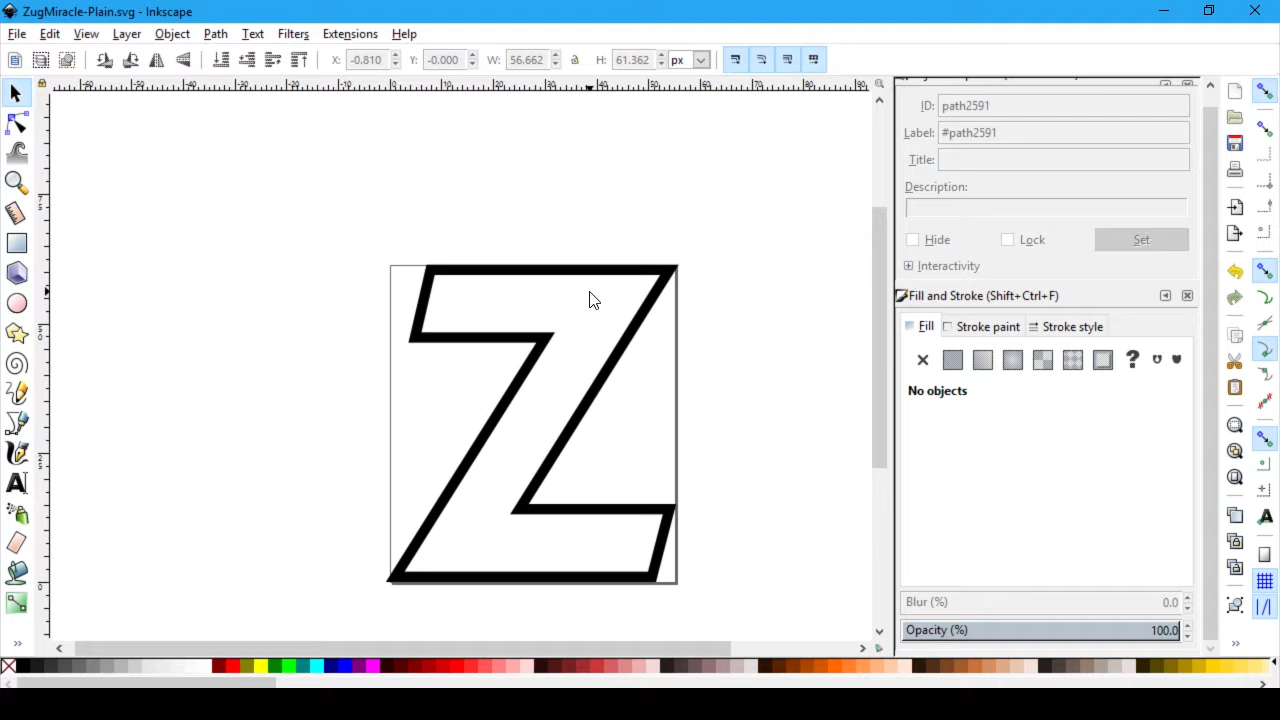 ZugMiracle-Plain.svg - Inkscape
File Edit View Layer Object Path Text Filters Extensions Help
X: -0.810 Y: -0.000 W: 56.662 H: 61.362 px
ID: path2591
Label: #path2591
Title:
Description:
Hide Lock Set
Interactivity
Fill and Stroke (Shift+Ctrl+F)
Fill Stroke paint Stroke style
No objects
Z
Blur (%) 0.0
Opacity (%) 100.0